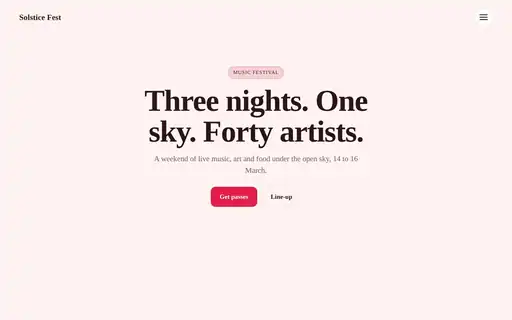 Solstice Fest
MUSIC FESTIVAL
Three nights. One
sky. Forty artists.
A weekend of live music, art and food under the open sky, 14 to 16
March.
Get passes
Line-up